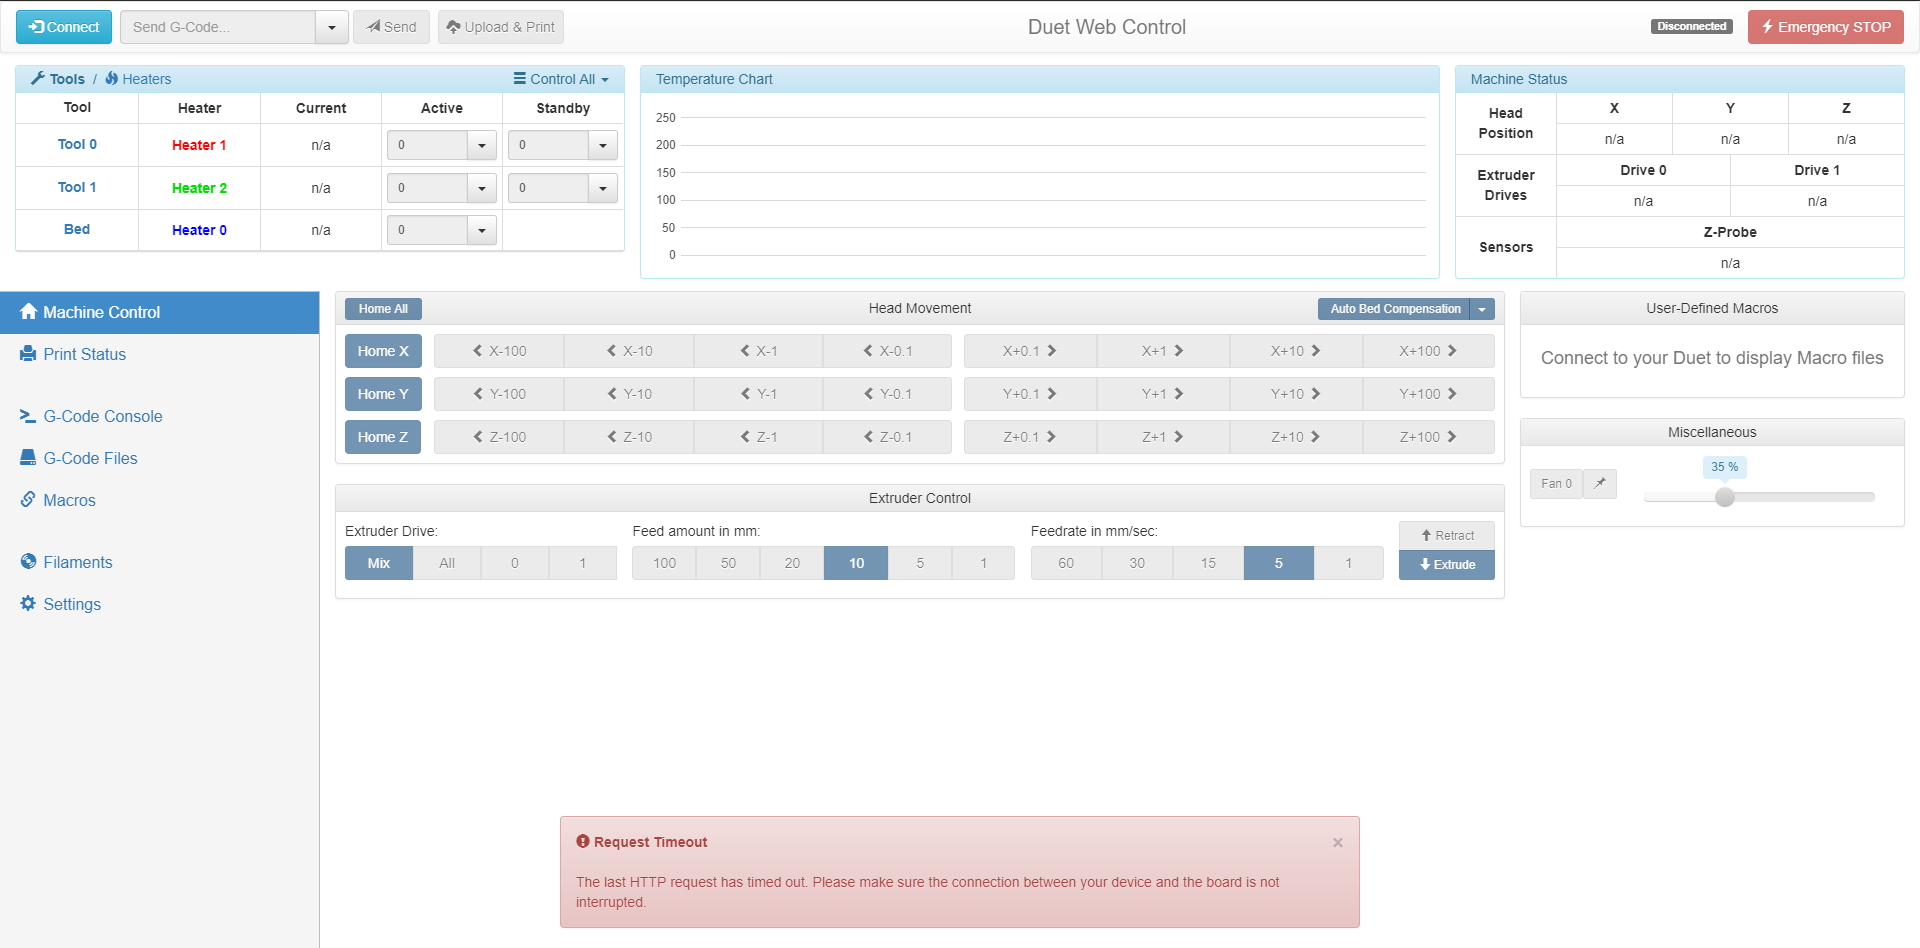 Connect Send G-Code... Send Upload & Print Duet Web Control Disconnected Emergency STOP
Tools / Heaters Control All
Tool Heater Current Active Standby
Tool 0 Heater 1 n/a 0 0
Tool 1 Heater 2 n/a 0 0
Bed Heater 0 n/a 0
Temperature Chart
250
200
150
100
50
0
Machine Status
Head Position X Y Z
n/a n/a n/a
Extruder Drives Drive 0 Drive 1
n/a n/a
Sensors Z-Probe
n/a
Machine Control
Print Status
G-Code Console
G-Code Files
Macros
Filaments
Settings
Home All Head Movement Auto Bed Compensation
Home X X-100 X-10 X-1 X-0.1 X+0.1 X+1 X+10 X+100
Home Y Y-100 Y-10 Y-1 Y-0.1 Y+0.1 Y+1 Y+10 Y+100
Home Z Z-100 Z-10 Z-1 Z-0.1 Z+0.1 Z+1 Z+10 Z+100
Extruder Control
Extruder Drive: Feed amount in mm: Feedrate in mm/sec: Retract
Mix All 0 1 100 50 20 10 5 1 60 30 15 5 1 Extrude
User-Defined Macros
Connect to your Duet to display Macro files
Miscellaneous
35 %
Fan 0
Request Timeout ×
The last HTTP request has timed out. Please make sure the connection between your device and the board is not
interrupted.